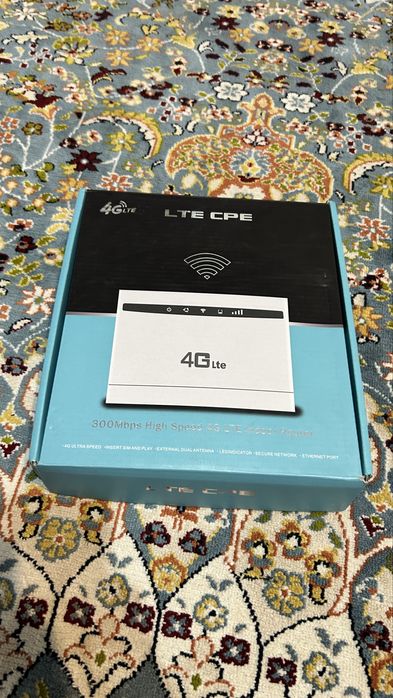 4G LTE
LTE CPE
4G Lte
300Mbps High Speed 4G LTE Router
•4G ULTRA SPEED •INSERT SIM AND PLAY •EXTERNAL DUAL ANTENNA •LED INDICATOR •SECURE NETWORK •ETHERNET PORT
LTE CPE